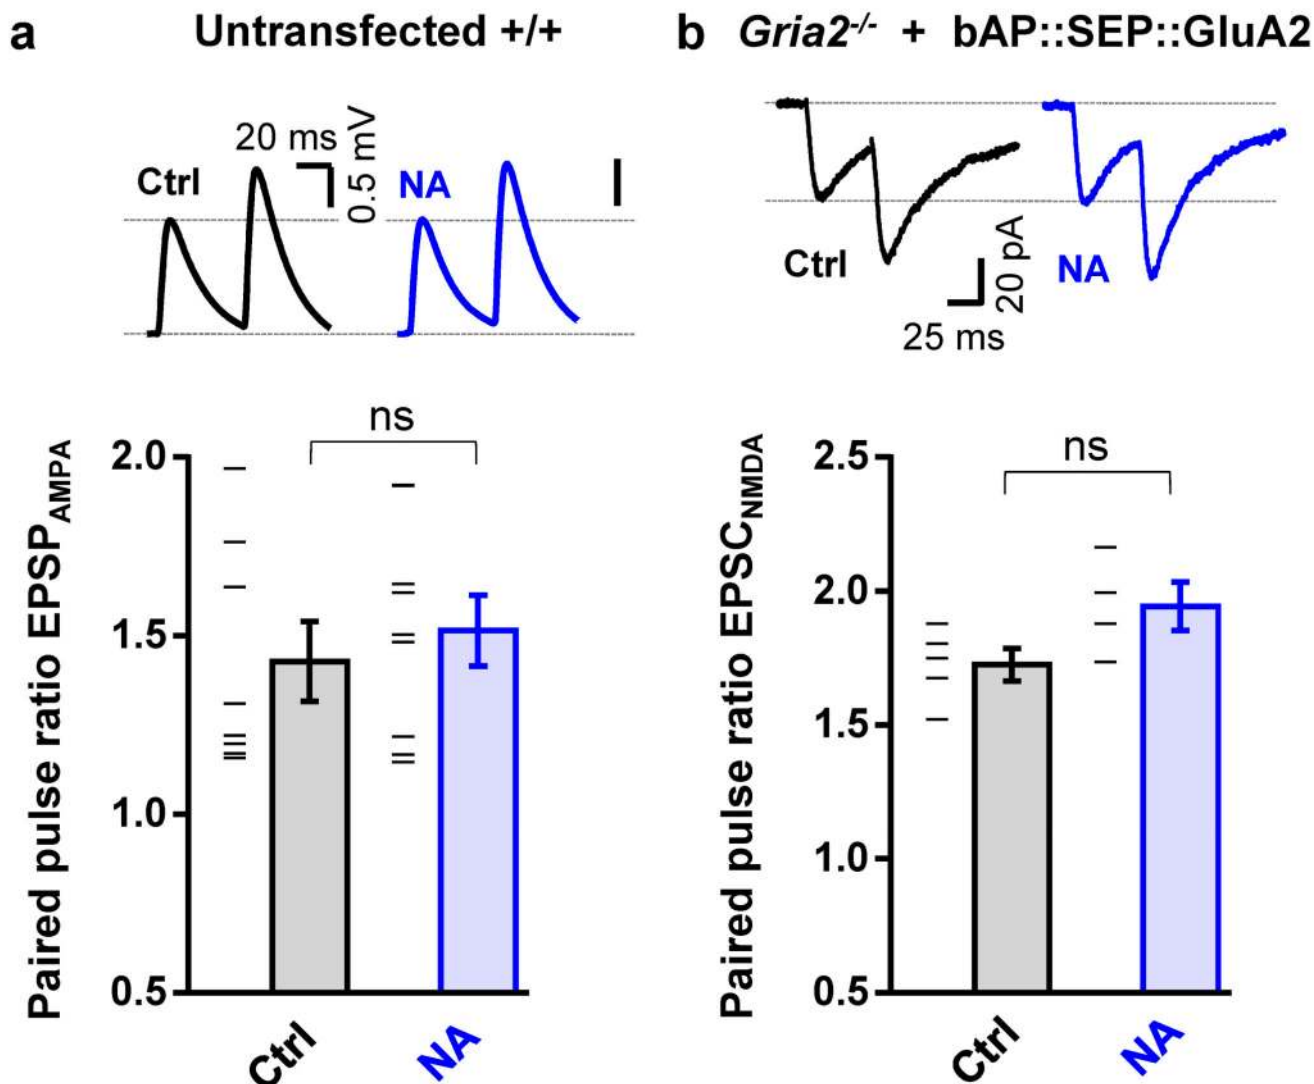 a Untransfected +/+
20 ms
0.5 mV
Ctrl
NA
ns
Paired pulse ratio EPSP_AMPA
2.0
1.5
1.0
0.5
Ctrl
NA
b Gria2-/- + bAP::SEP::GluA2
Ctrl
NA
20 pA
25 ms
ns
Paired pulse ratio EPSC_NMDA
2.5
2.0
1.5
1.0
0.5
Ctrl
NA